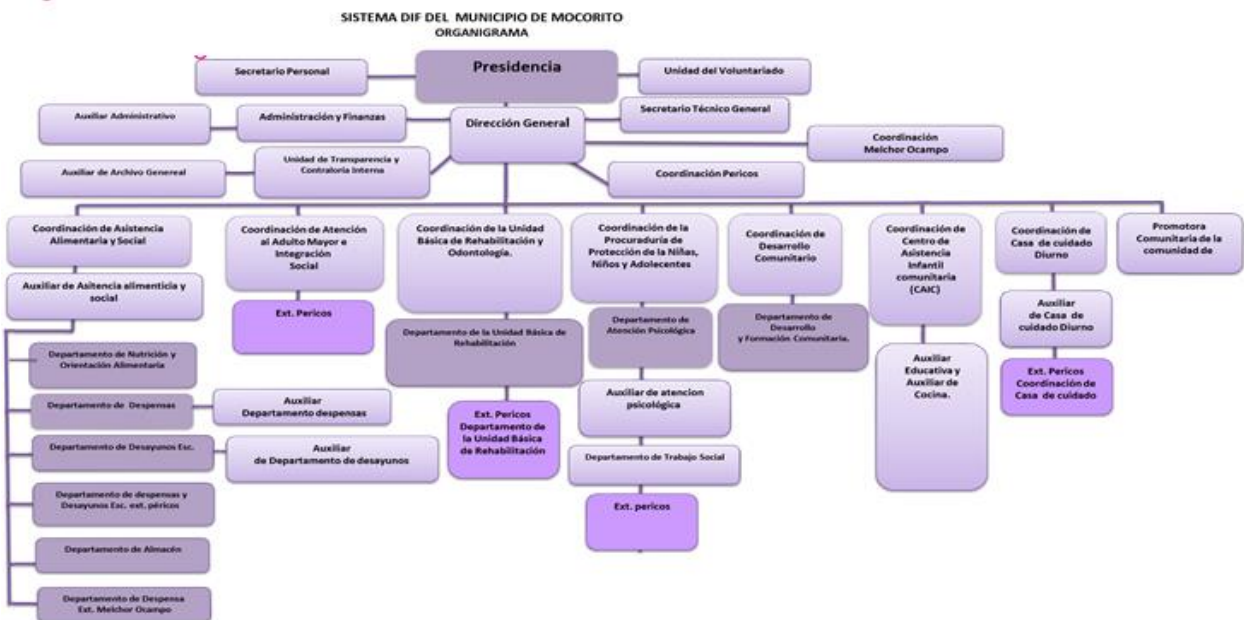 SISTEMA DIF DEL MUNICIPIO DE MOCORITO
ORGANIGRAMA
Secretario Personal
Presidencia
Unidad del Voluntariado
Auxiliar Administrativo
Administración y Finanzas
Dirección General
Secretario Técnico General
Coordinación
Melchor Ocampo
Auxiliar de Archivo Genereal
Unidad de Transparencia y
Contraloría Interna
Coordinación Pericos
Coordinación de Asistencia
Alimentaria y Social
Coordinación de Atención
al Adulto Mayor e
Integración
Social
Coordinación de la Unidad
Básica de Rehabilitación y
Odontología.
Coordinación de la
Procuraduría de
Protección de la Niñas,
Niños y Adolecentes
Coordinación de
Desarrollo
Comunitario
Coordinación de
Centro de
Asistencia
Infantil
comunitaria
(CAIC)
Coordinación de
Casa de cuidado
Diurno
Promotora
Comunitaria de la
comunidad de
Auxiliar de Asitencia alimenticia y
social
Ext. Pericos
Departamento de la Unidad Básica de
Rehabilitación
Departamento de
Atención Psicológica
Departamento de
Desarrollo
y Formación Comunitaria.
Auxiliar
de Casa de
cuidado Diurno
Departamento de Nutrición y
Orientación Alimentaria
Auxiliar
Educativa y
Auxiliar de
Cocina.
Ext. Pericos
Coordinación de
Casa de cuidado
Departamento de Despensas
Auxiliar
Departamento despensas
Ext. Pericos
Departamento de
la Unidad Básica
de Rehabilitación
Auxiliar de atencion
psicológica
Departamento de Desayunos Esc.
Auxiliar
de Departamento de desayunos
Departamento de Trabajo Social
Departamento de despensas y
Desayunos Esc. ext. péricos
Ext. pericos
Departamento de Almacén
Departamento de Despensa
Ext. Melchor Ocampo